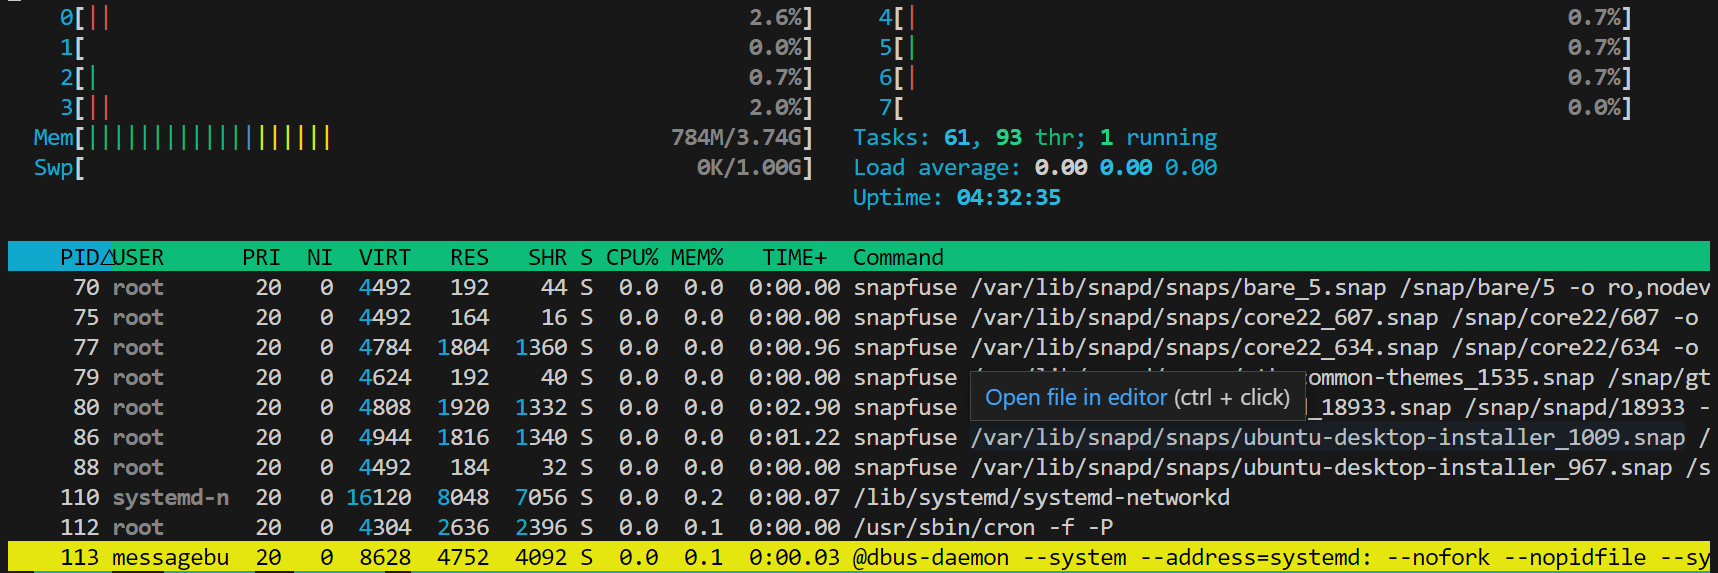 0[|| 2.6%] 4[| 0.7%]
1[ 0.0%] 5[| 0.7%]
2[| 0.7%] 6[| 0.7%]
3[|| 2.0%] 7[ 0.0%]
Mem[||||||||||||||||||| 784M/3.74G] Tasks: 61, 93 thr; 1 running
Swp[ 0K/1.00G] Load average: 0.00 0.00 0.00
Uptime: 04:32:35
PID△USER PRI NI VIRT RES SHR S CPU% MEM% TIME+ Command
70 root 20 0 4492 192 44 S 0.0 0.0 0:00.00 snapfuse /var/lib/snapd/snaps/bare_5.snap /snap/bare/5 -o ro,nodev
75 root 20 0 4492 164 16 S 0.0 0.0 0:00.00 snapfuse /var/lib/snapd/snaps/core22_607.snap /snap/core22/607 -o
77 root 20 0 4784 1804 1360 S 0.0 0.0 0:00.96 snapfuse /var/lib/snapd/snaps/core22_634.snap /snap/core22/634 -o
79 root 20 0 4624 192 40 S 0.0 0.0 0:00.00 snapfuse ommon-themes_1535.snap /snap/gt
Open file in editor (ctrl + click)
80 root 20 0 4808 1920 1332 S 0.0 0.0 0:02.90 snapfuse _18933.snap /snap/snapd/18933 -
86 root 20 0 4944 1816 1340 S 0.0 0.0 0:01.22 snapfuse /var/lib/snapd/snaps/ubuntu-desktop-installer_1009.snap /
88 root 20 0 4492 184 32 S 0.0 0.0 0:00.00 snapfuse /var/lib/snapd/snaps/ubuntu-desktop-installer_967.snap /s
110 systemd-n 20 0 16120 8048 7056 S 0.0 0.2 0:00.07 /lib/systemd/systemd-networkd
112 root 20 0 4304 2636 2396 S 0.0 0.1 0:00.00 /usr/sbin/cron -f -P
113 messagebu 20 0 8628 4752 4092 S 0.0 0.1 0:00.03 @dbus-daemon --system --address=systemd: --nofork --nopidfile --sy